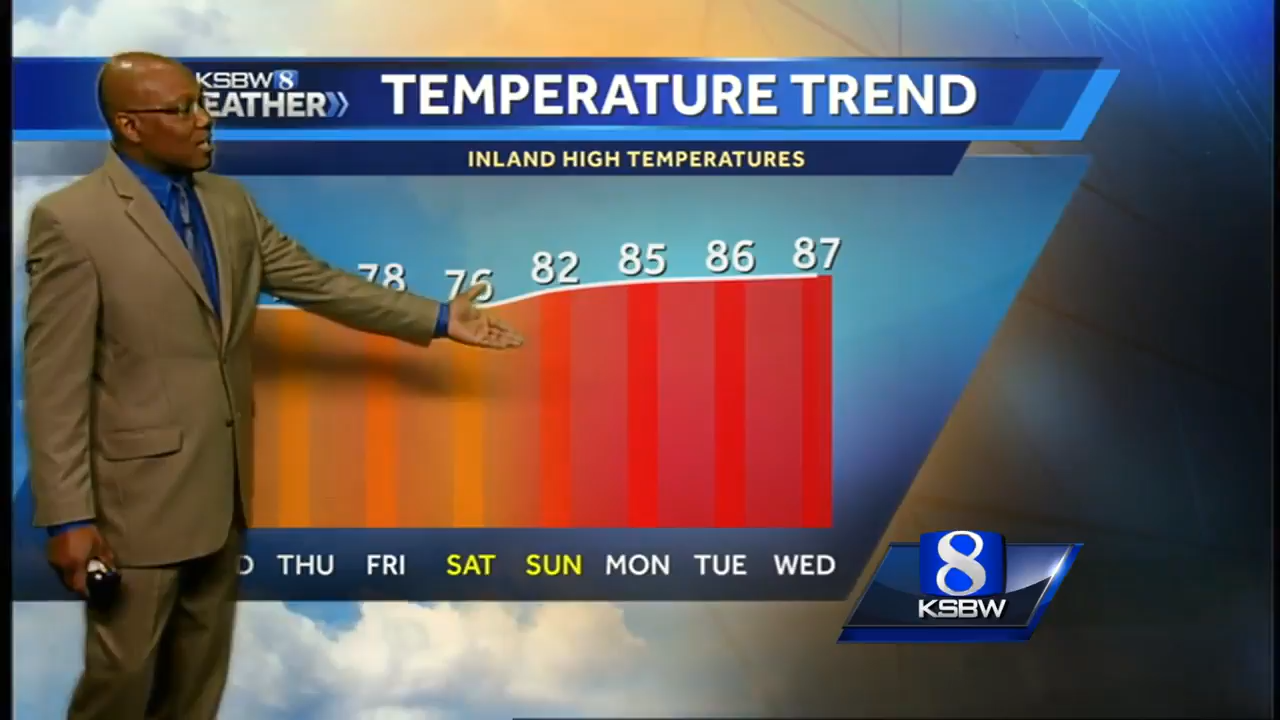 KSBW 8
EATHER
TEMPERATURE TREND
INLAND HIGH TEMPERATURES
78 76 82 85 86 87
D THU FRI SAT SUN MON TUE WED
8
KSBW